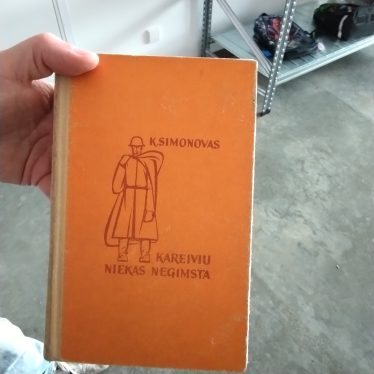 K. SIMONOVAS
KAREIVIU
NIEKAS NEGIMSTA